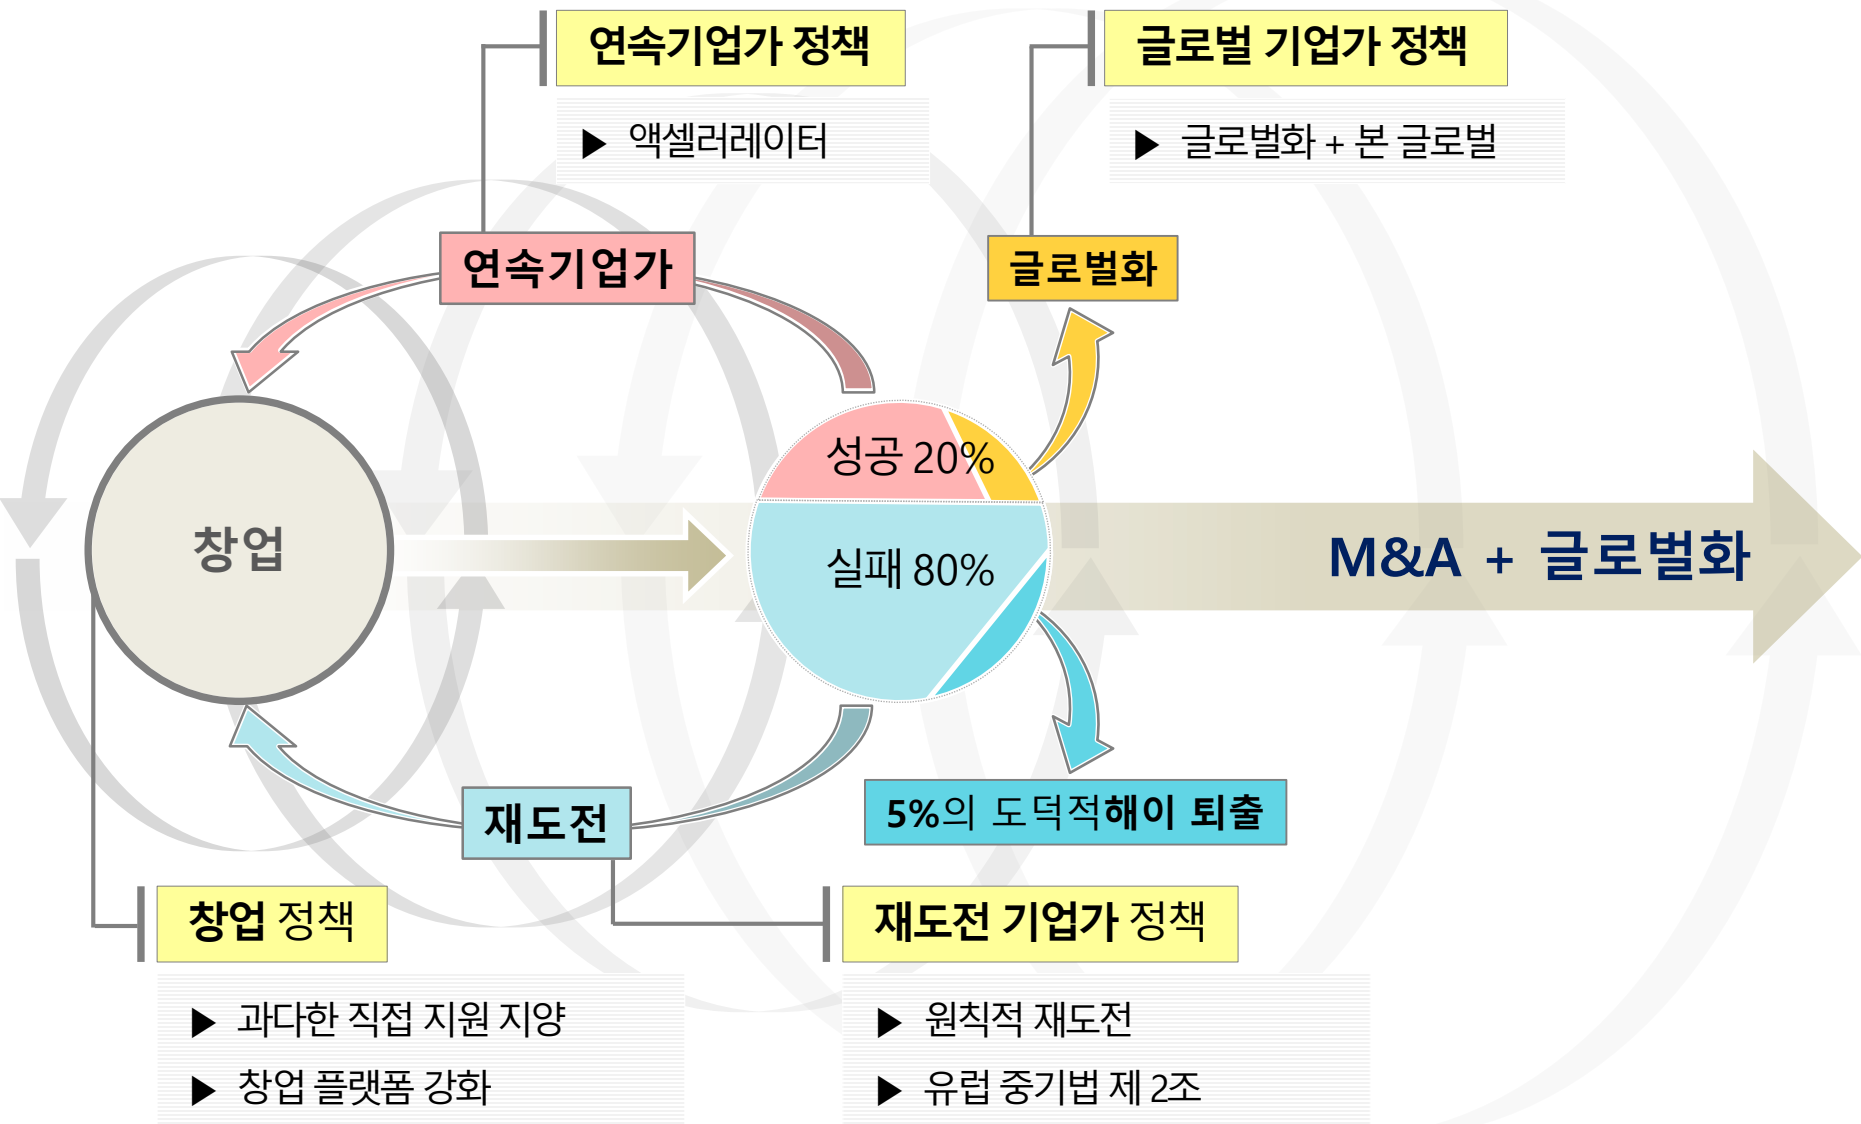 연속기업가 정책
▶ 액셀러레이터
글로벌 기업가 정책
▶ 글로벌화 + 본 글로벌
연속기업가
글로벌화
창업
성공 20%
실패 80%
M&A + 글로벌화
재도전
5%의 도덕적해이 퇴출
창업 정책
▶ 과다한 직접 지원 지양
▶ 창업 플랫폼 강화
재도전 기업가 정책
▶ 원칙적 재도전
▶ 유럽 중기법 제 2조